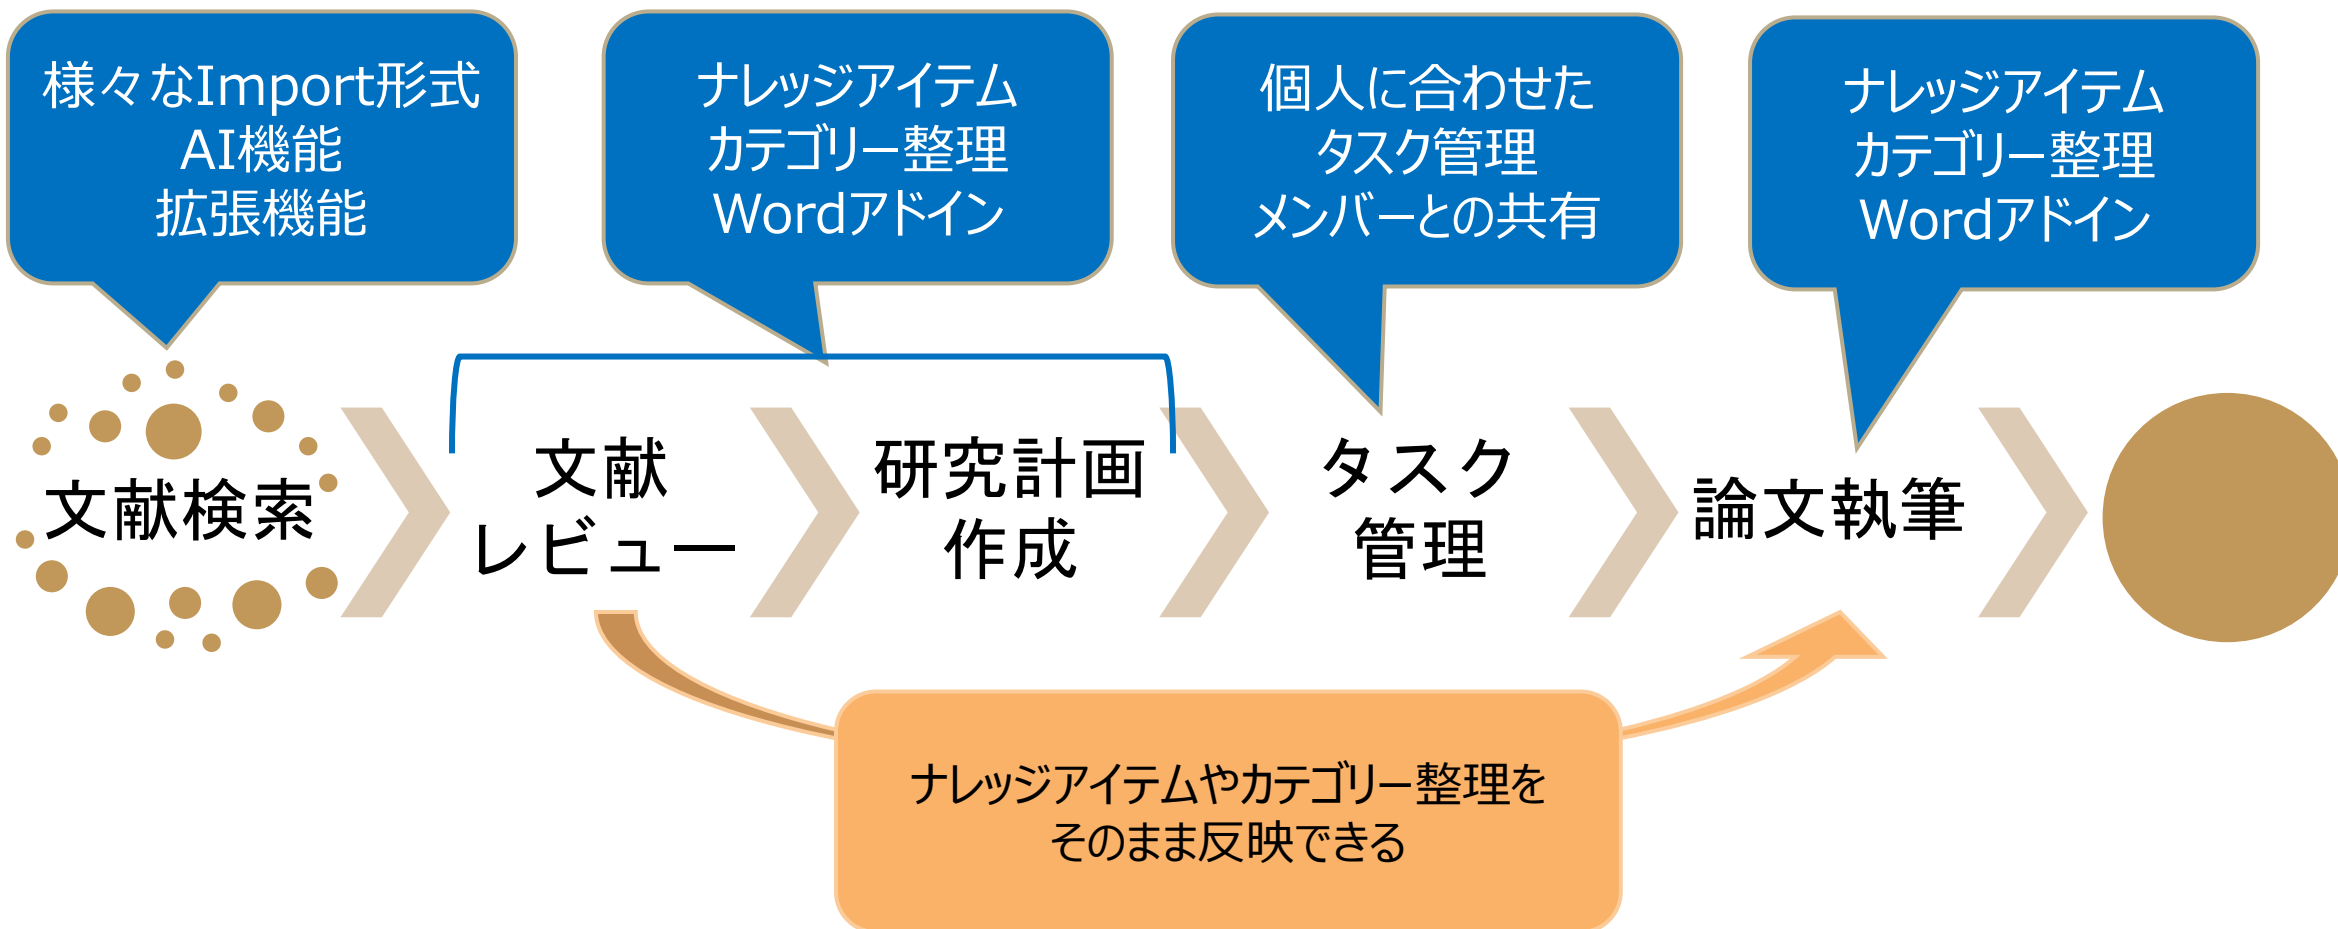 様々なImport形式
AI機能
拡張機能
ナレッジアイテム
カテゴリー整理
Wordアドイン
個人に合わせた
タスク管理
メンバーとの共有
ナレッジアイテム
カテゴリー整理
Wordアドイン
文献検索
文献
レビュー
研究計画
作成
タスク
管理
論文執筆
ナレッジアイテムやカテゴリー整理を
そのまま反映できる